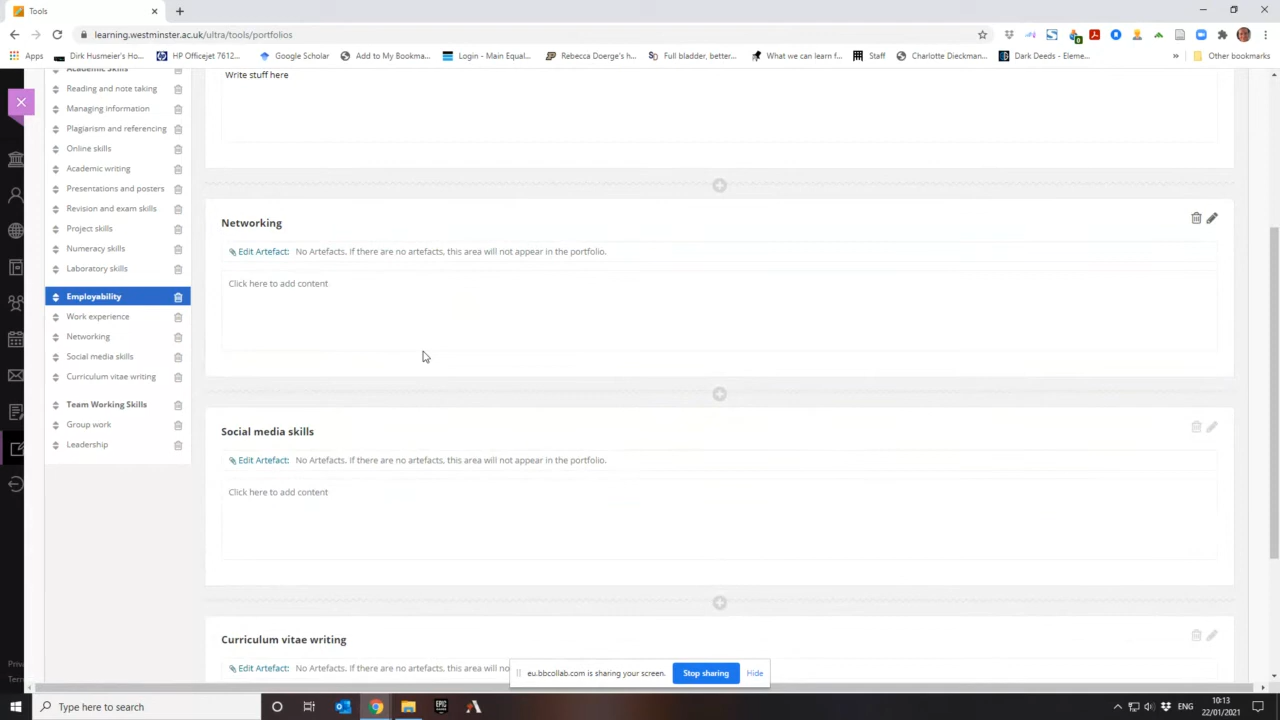 Tools
learning.westminster.ac.uk/ultra/tools/portfolios
Apps
Dirk Husmeier's Ho...
HP Officejet 7612...
Google Scholar
Add to My Bookma...
Login - Main Equal...
Rebecca Doerge's h...
Full bladder, better...
What we can learn f...
Staff
Charlotte Dieckman...
Dark Deeds - Eleme...
»
Other bookmarks
Academic Skills
Reading and note taking
Managing information
Plagiarism and referencing
Online skills
Academic writing
Presentations and posters
Revision and exam skills
Project skills
Numeracy skills
Laboratory skills
Employability
Work experience
Networking
Social media skills
Curriculum vitae writing
Team Working Skills
Group work
Leadership
Priv
Term
Write stuff here
Networking
Edit Artefact: No Artefacts. If there are no artefacts, this area will not appear in the portfolio.
Click here to add content
Social media skills
Edit Artefact: No Artefacts. If there are no artefacts, this area will not appear in the portfolio.
Click here to add content
Curriculum vitae writing
Edit Artefact: No Artefacts. If there are no artefacts, this area will no
eu.bbcollab.com is sharing your screen.
Stop sharing
Hide
Type here to search
EPIC
ENG
10:13
22/01/2021